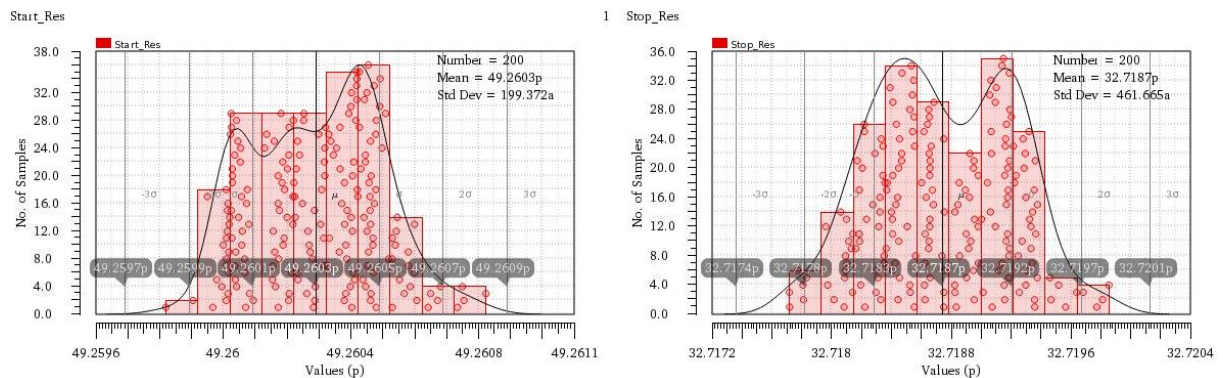 Start_Res
Start_Res
Number = 200
Mean = 49.2603p
Std Dev = 199.372a
No. of Samples
38.0
32.0
28.0
24.0
20.0
16.0
12.0
8.0
4.0
0.0
-3σ
μ
2σ
3σ
49.2597p
49.2599p
49.2601p
49.2603p
49.2605p
49.2607p
49.2609p
49.2596
49.26
49.2604
49.2608
49.2611
Values (p)
1
Stop_Res
Stop_Res
Number = 200
Mean = 32.7187p
Std Dev = 461.665a
No. of Samples
36.0
32.0
28.0
24.0
20.0
16.0
12.0
8.0
4.0
0.0
-3σ
-2σ
μ
σ
2σ
3σ
32.7174p
32.7178p
32.7183p
32.7187p
32.7192p
32.7197p
32.7201p
32.7172
32.718
32.7188
32.7196
32.7204
Values (p)